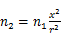 n₂ = n₁ x²/r²